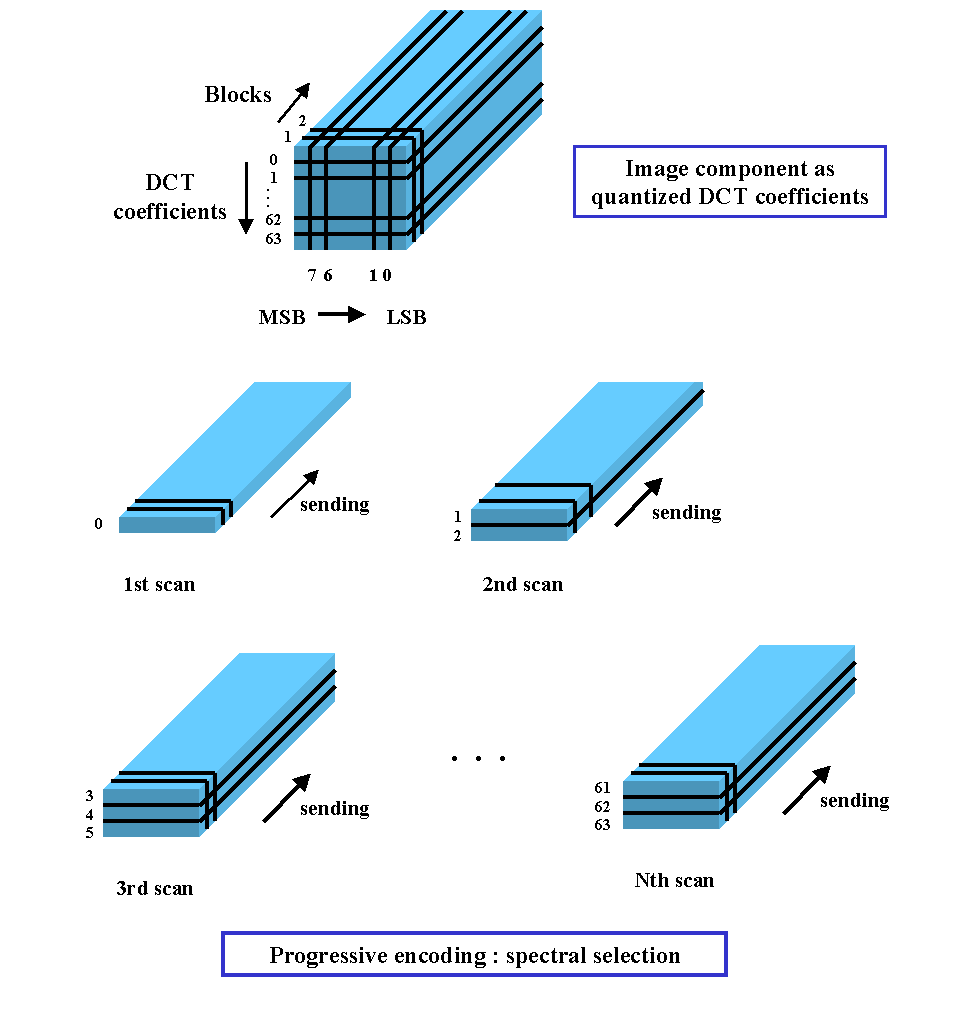 Blocks
2
1
0
1
.
.
62
63
DCT
coefficients
7 6 1 0
MSB LSB
Image component as
quantized DCT coefficients
0
sending
1st scan
1
2
sending
2nd scan
3
4
5
sending
3rd scan
. . .
61
62
63
sending
Nth scan
Progressive encoding : spectral selection